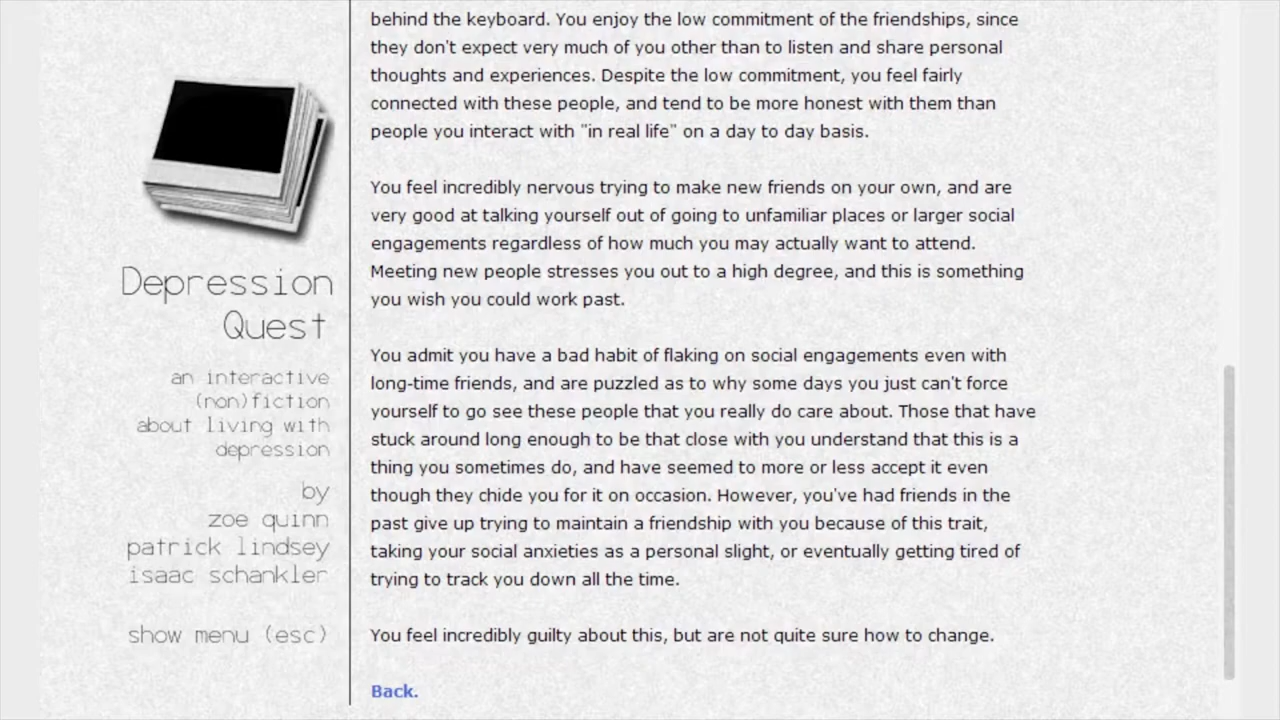 Depression
Quest
an interactive
(non)fiction
about living with
depression
by
zoe quinn
patrick lindsey
isaac schankler
show menu (esc)
behind the keyboard. You enjoy the low commitment of the friendships, since
they don't expect very much of you other than to listen and share personal
thoughts and experiences. Despite the low commitment, you feel fairly
connected with these people, and tend to be more honest with them than
people you interact with "in real life" on a day to day basis.
You feel incredibly nervous trying to make new friends on your own, and are
very good at talking yourself out of going to unfamiliar places or larger social
engagements regardless of how much you may actually want to attend.
Meeting new people stresses you out to a high degree, and this is something
you wish you could work past.
You admit you have a bad habit of flaking on social engagements even with
long-time friends, and are puzzled as to why some days you just can't force
yourself to go see these people that you really do care about. Those that have
stuck around long enough to be that close with you understand that this is a
thing you sometimes do, and have seemed to more or less accept it even
though they chide you for it on occasion. However, you've had friends in the
past give up trying to maintain a friendship with you because of this trait,
taking your social anxieties as a personal slight, or eventually getting tired of
trying to track you down all the time.
You feel incredibly guilty about this, but are not quite sure how to change.
Back.